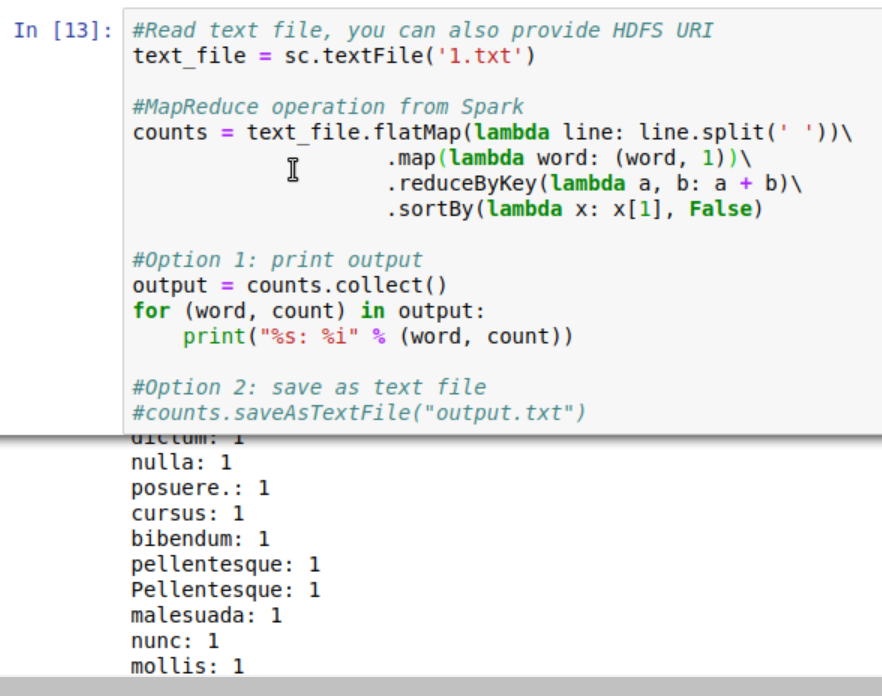 In [13]:
#Read text file, you can also provide HDFS URI
text_file = sc.textFile('1.txt')
#MapReduce operation from Spark
counts = text_file.flatMap(lambda line: line.split(' '))\
.map(lambda word: (word, 1))\
.reduceByKey(lambda a, b: a + b)\
.sortBy(lambda x: x[1], False)
#Option 1: print output
output = counts.collect()
for (word, count) in output:
print("%s: %i" % (word, count))
#Option 2: save as text file
#counts.saveAsTextFile("output.txt")
dictum: 1
nulla: 1
posuere.: 1
cursus: 1
bibendum: 1
pellentesque: 1
Pellentesque: 1
malesuada: 1
nunc: 1
mollis: 1